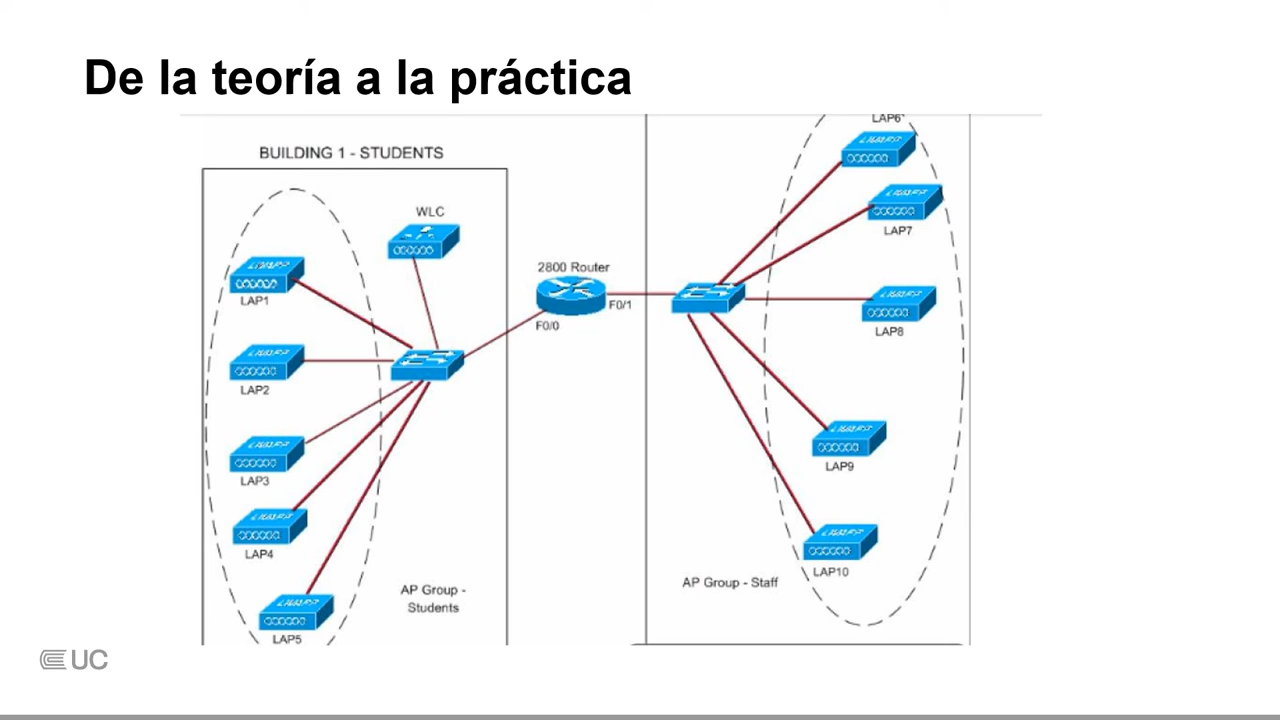 De la teoría a la práctica
BUILDING 1 - STUDENTS
WLC
LAP1
LAP2
LAP3
LAP4
LAP5
AP Group -
Students
2800 Router
F0/0
F0/1
LAP6
LAP7
LAP8
LAP9
LAP10
AP Group - Staff
UC